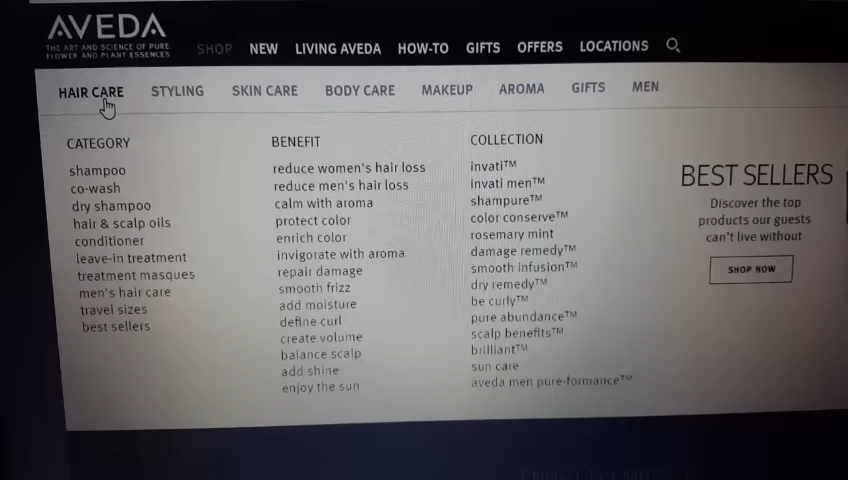 AVEDA
THE ART AND SCIENCE OF PURE
FLOWER AND PLANT ESSENCES
SHOP NEW LIVING AVEDA HOW-TO GIFTS OFFERS LOCATIONS
HAIR CARE STYLING SKIN CARE BODY CARE MAKEUP AROMA GIFTS MEN
CATEGORY
shampoo
co-wash
dry shampoo
hair & scalp oils
conditioner
leave-in treatment
treatment masques
men's hair care
travel sizes
best sellers
BENEFIT
reduce women's hair loss
reduce men's hair loss
calm with aroma
protect color
enrich color
invigorate with aroma
repair damage
smooth frizz
add moisture
define curl
create volume
balance scalp
add shine
enjoy the sun
COLLECTION
invati™
invati men™
shampure™
color conserve™
rosemary mint
damage remedy™
smooth infusion™
dry remedy™
be curly™
pure abundance™
scalp benefits™
brilliant™
sun care
aveda men pure-formance™
BEST SELLERS
Discover the top
products our guests
can't live without
SHOP NOW